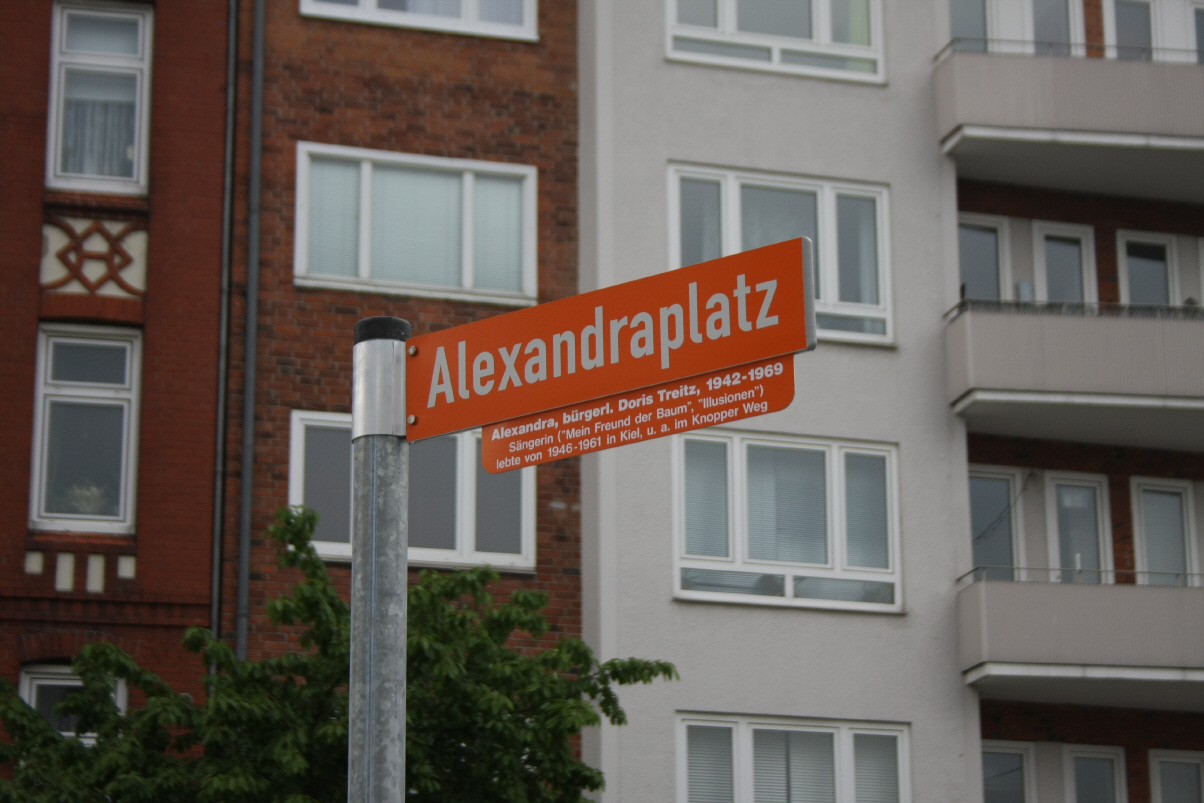 Alexandraplatz
Alexandra, bürgerl. Doris Treitz, 1942-1969
Sängerin ("Mein Freund der Baum", "Illusionen")
lebte von 1946-1961 in Kiel, u. a. im Knopper Weg